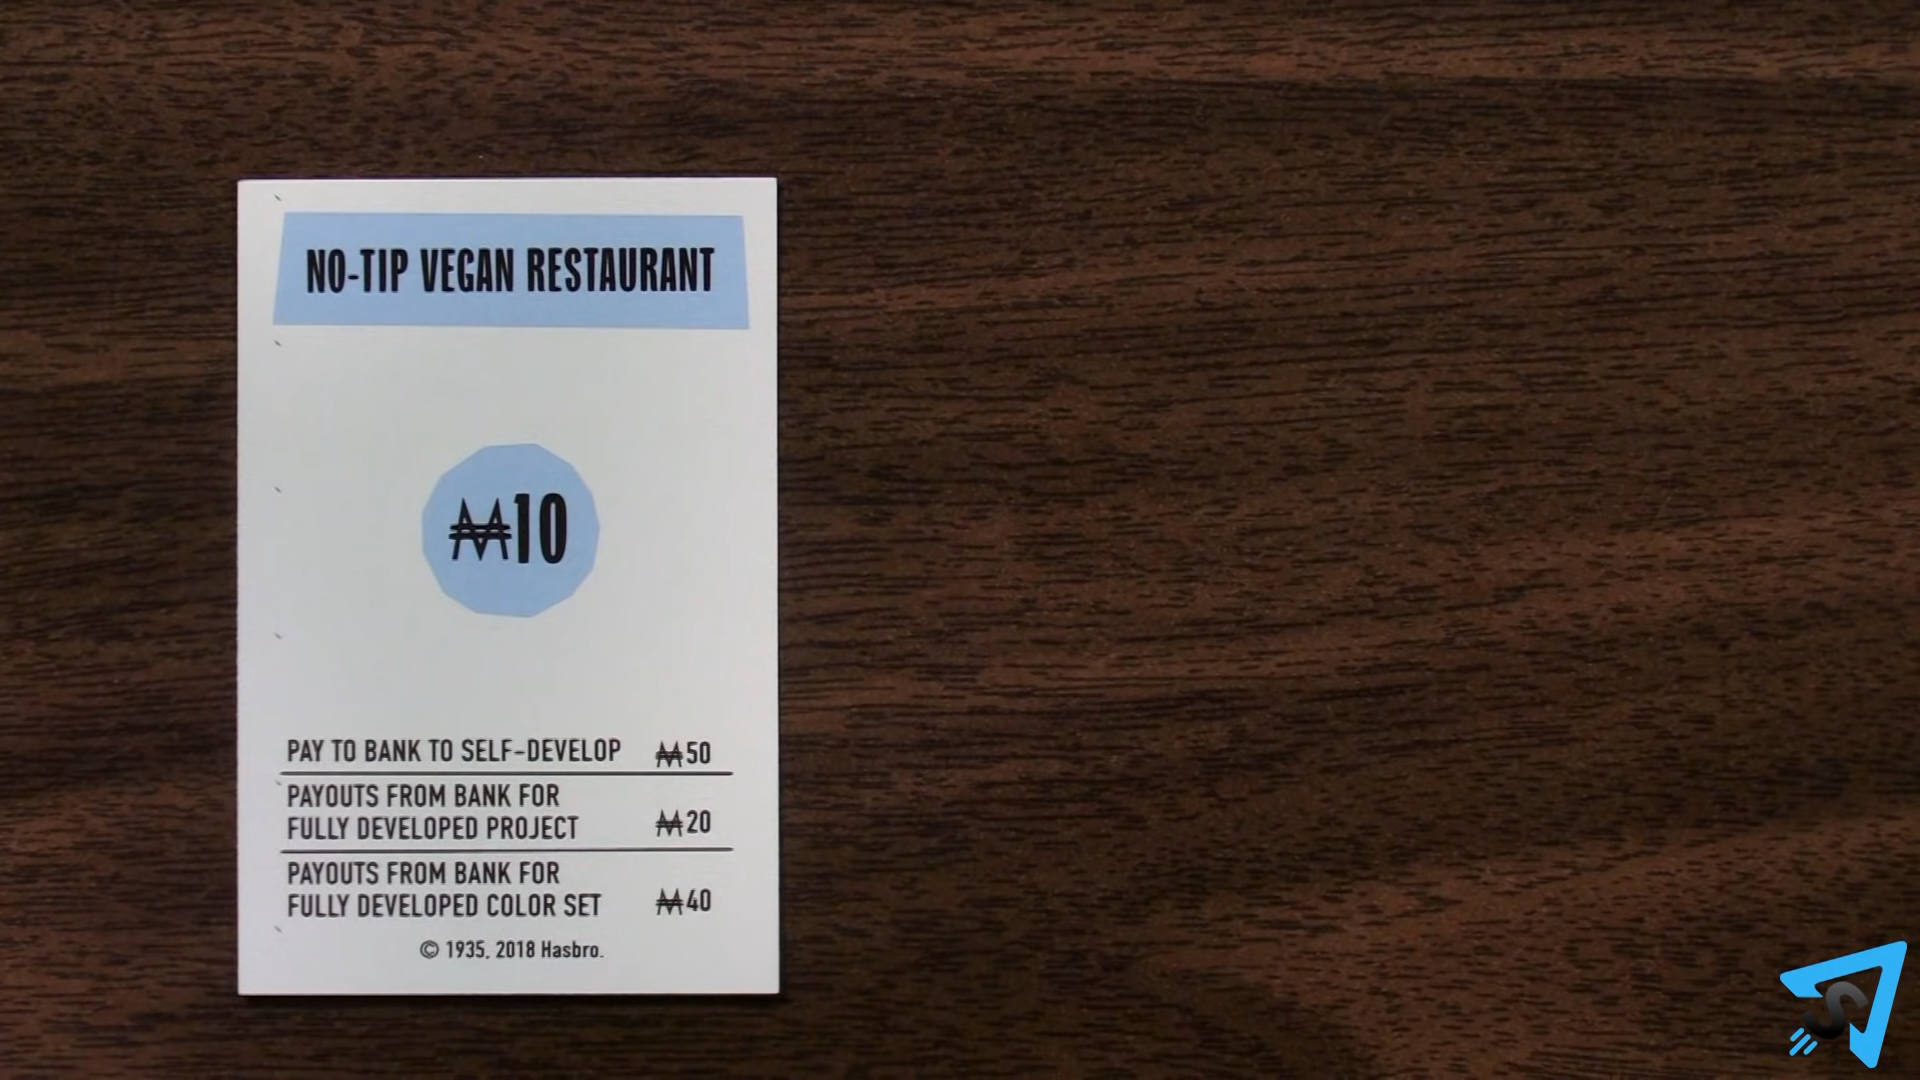 NO-TIP VEGAN RESTAURANT
₩10
PAY TO BANK TO SELF-DEVELOP ₩50
PAYOUTS FROM BANK FOR
FULLY DEVELOPED PROJECT ₩20
PAYOUTS FROM BANK FOR
FULLY DEVELOPED COLOR SET ₩40
© 1935, 2018 Hasbro.
S